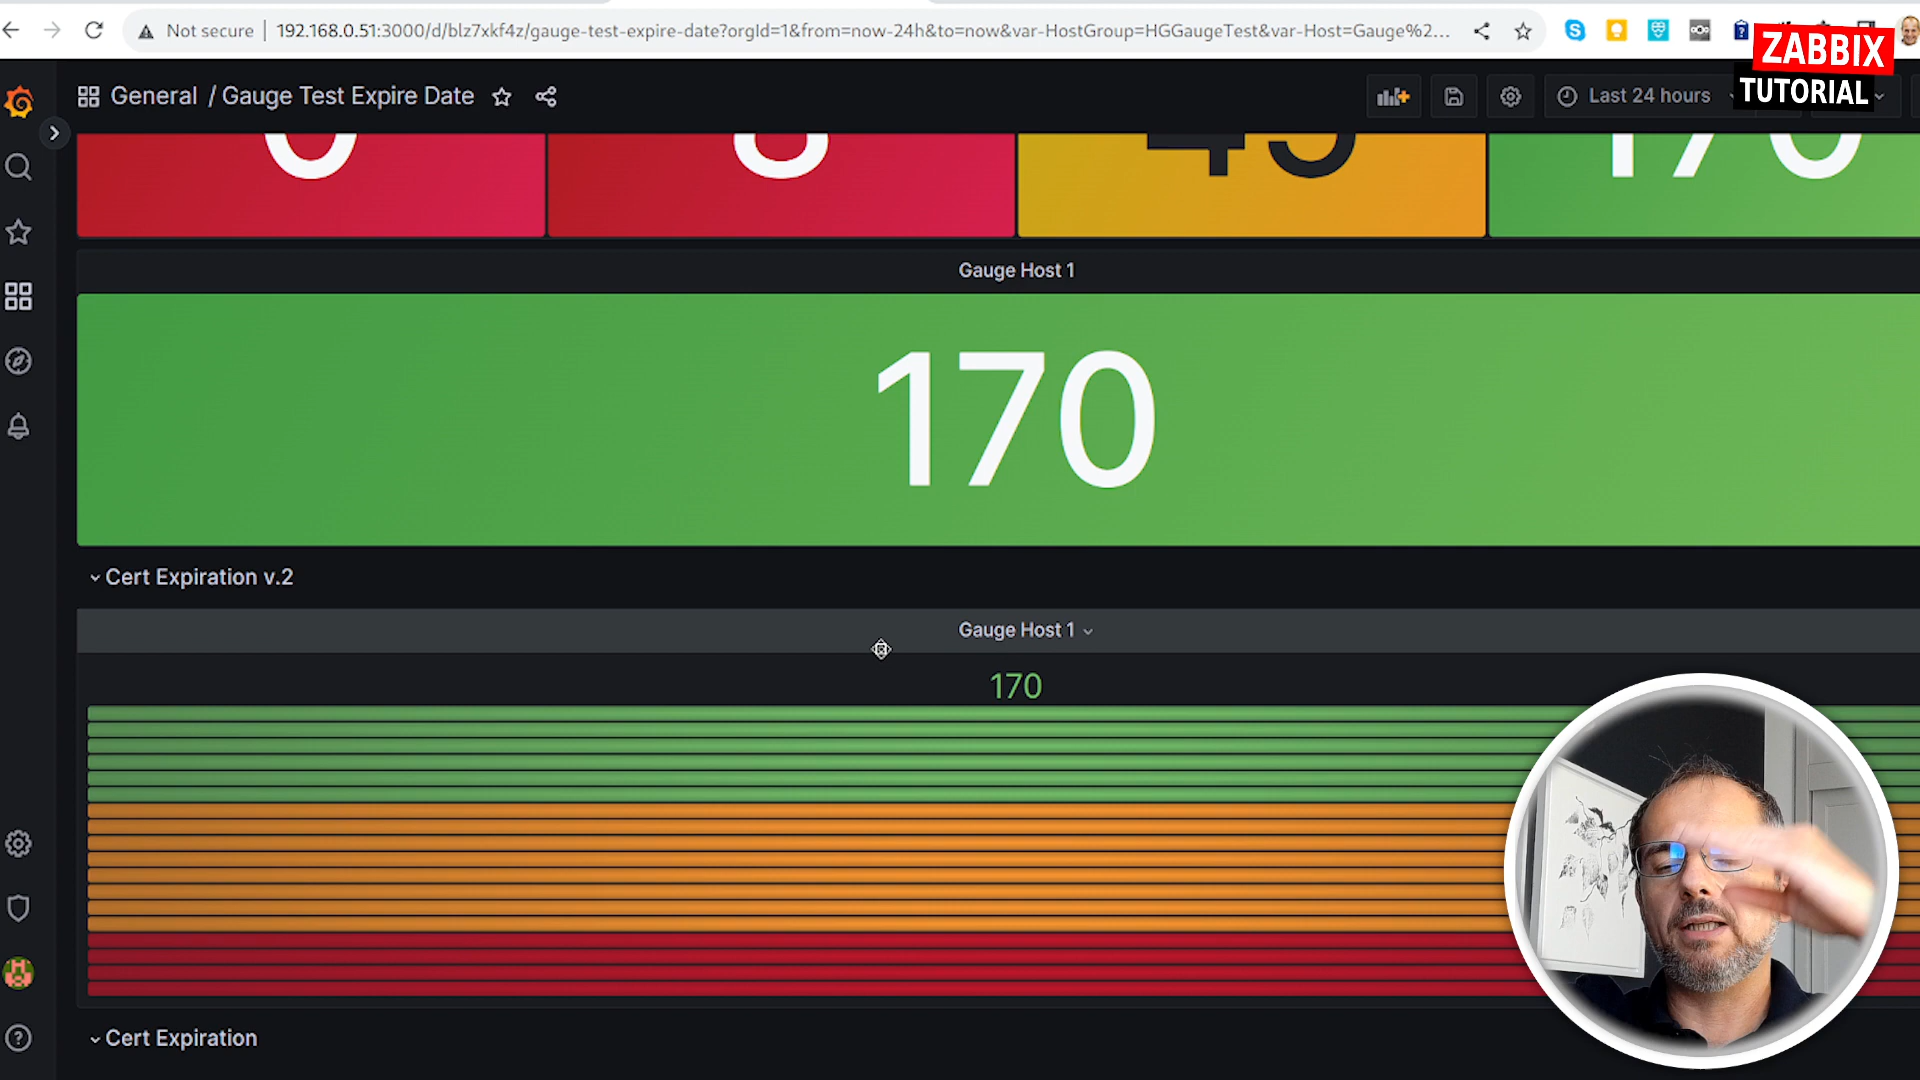 Not secure
192.168.0.51:3000/d/blz7xkf4z/gauge-test-expire-date?orgId=1&from=now-24h&to=now&var-HostGroup=HGGaugeTest&var-Host=Gauge%2...
ZABBIX
TUTORIAL
General / Gauge Test Expire Date
Last 24 hours
170
Gauge Host 1
170
Cert Expiration v.2
Gauge Host 1
170
Cert Expiration